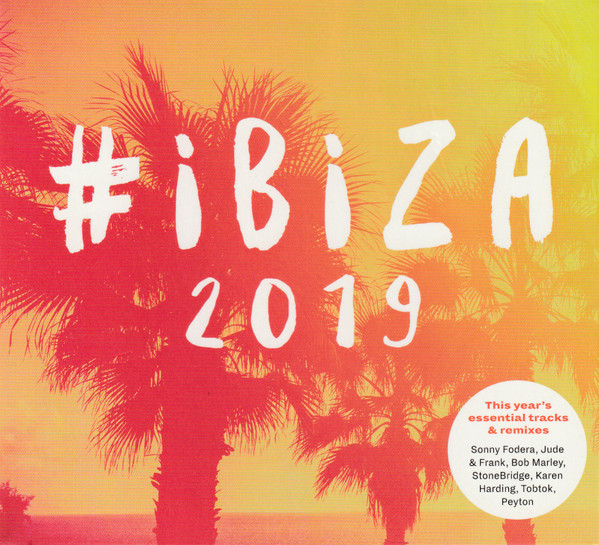 #iBiZA
2019
This year's
essential tracks
& remixes
Sonny Fodera, Jude
& Frank, Bob Marley,
StoneBridge, Karen
Harding, Tobtok,
Peyton